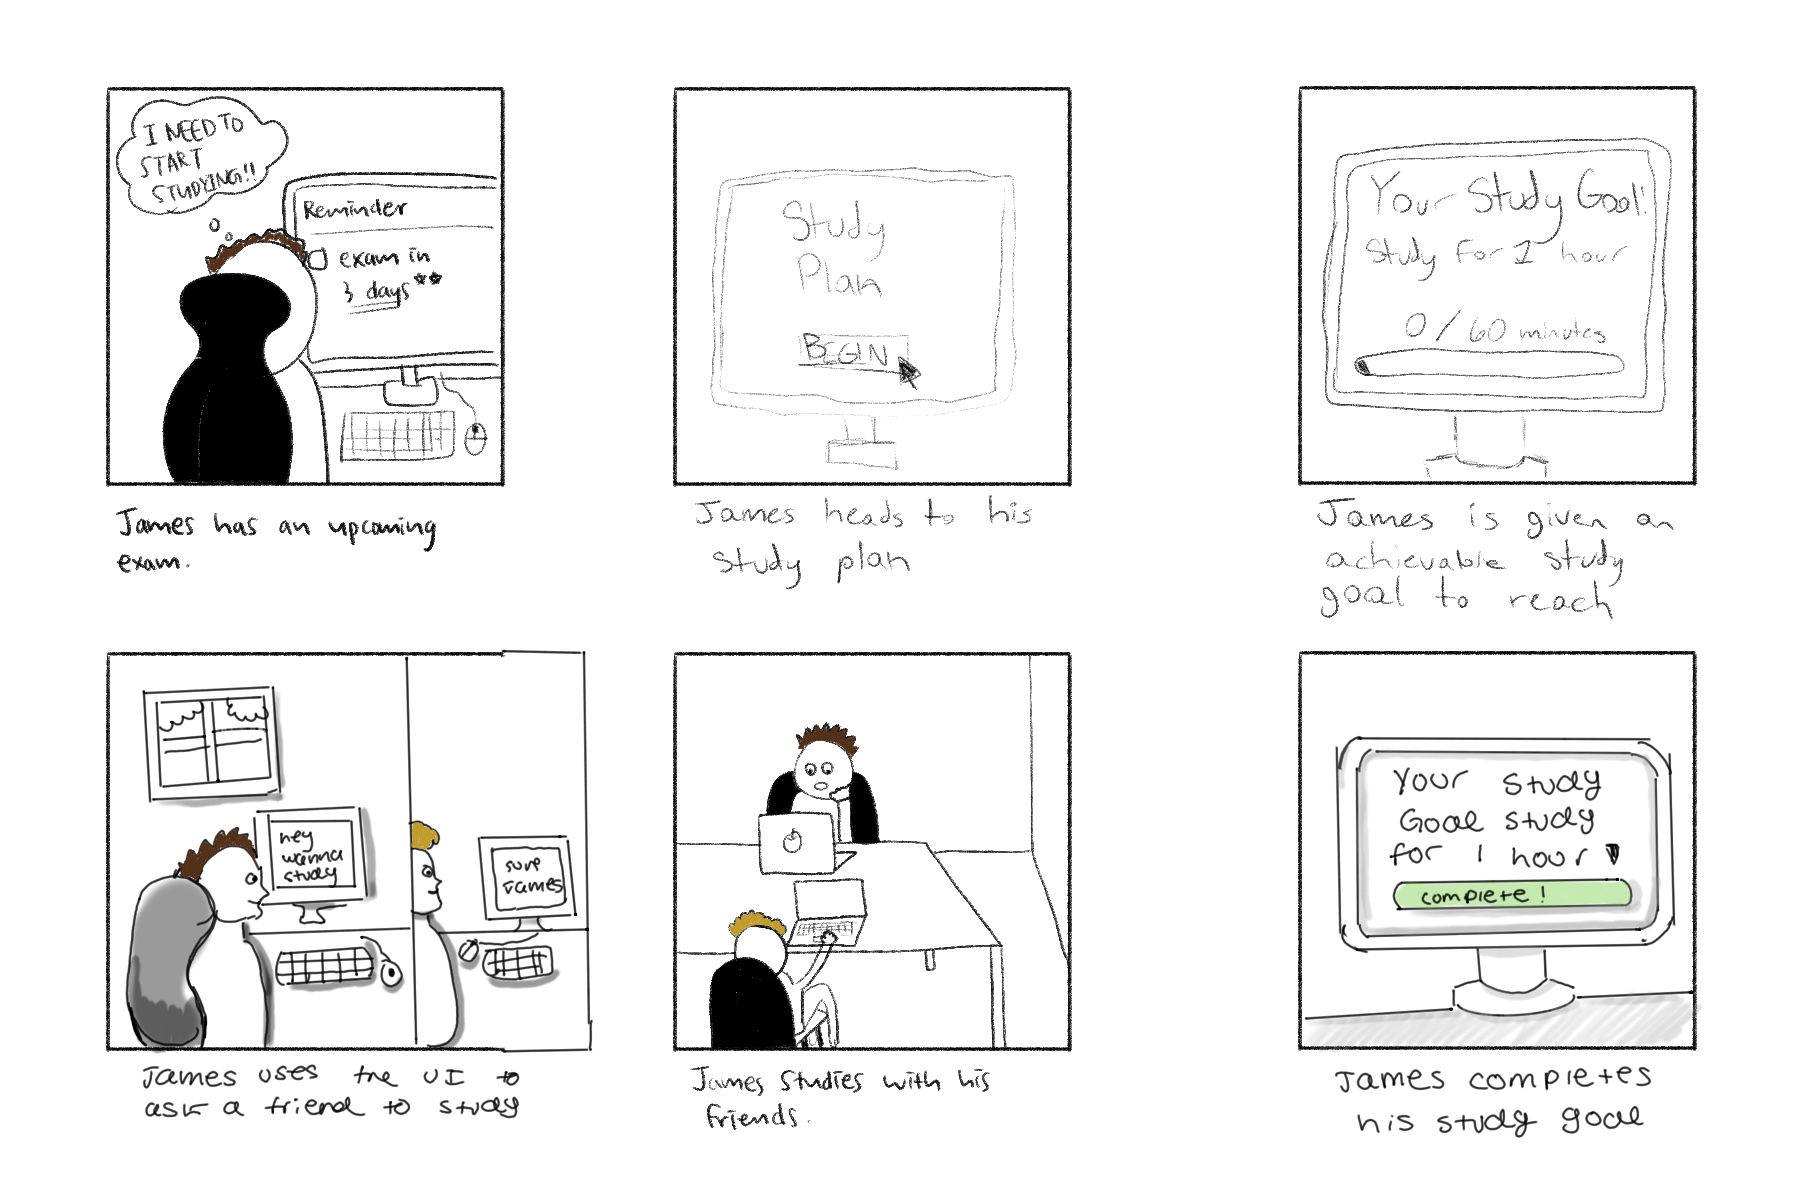 I NEED TO
START
STUDYING!!
Reminder
exam in
3 days**
James has an upcoming
exam.
Study
Plan
BEGIN
James heads to his
study plan
Your Study Goal:
Study for 1 hour
0/60 minutes
James is given an
achievable study
goal to reach
hey
wanna
study
sure
James
James uses the UI to
ask a friend to study
James studies with his
friends.
Your study
Goal study
for 1 hour
complete!
James completes
his study goal